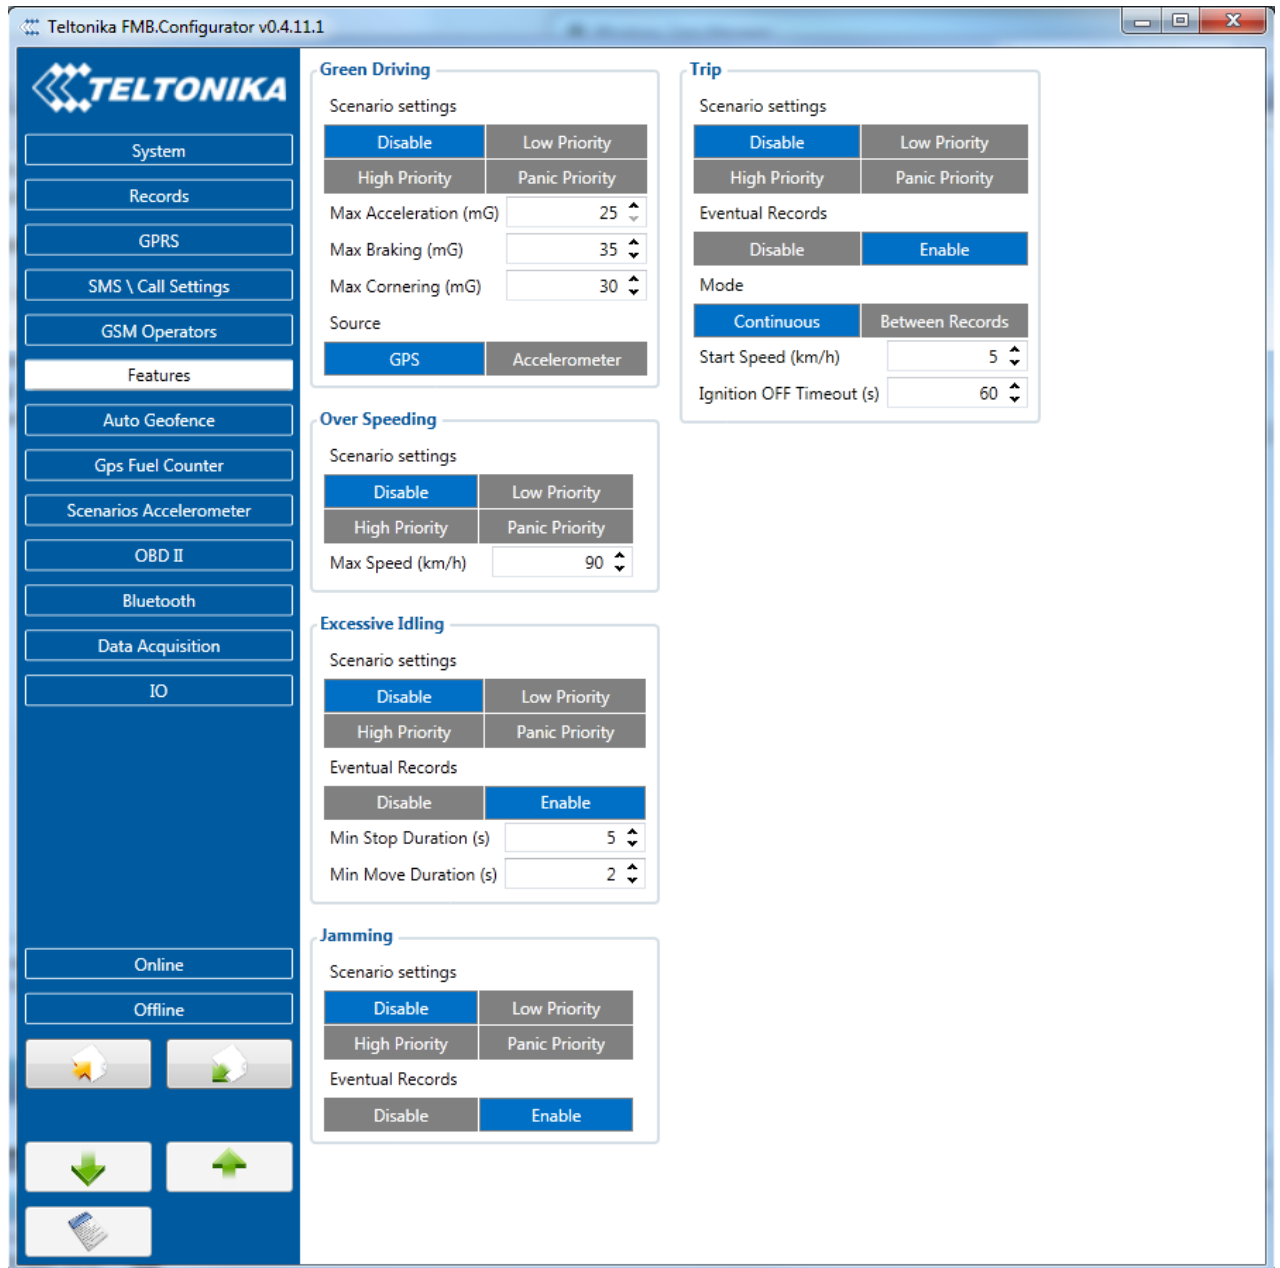 Teltonika FMB.Configurator v0.4.11.1
TELTONIKA
System
Records
GPRS
SMS \ Call Settings
GSM Operators
Features
Auto Geofence
Gps Fuel Counter
Scenarios Accelerometer
OBD II
Bluetooth
Data Acquisition
IO
Online
Offline
Green Driving
Scenario settings
Disable Low Priority
High Priority Panic Priority
Max Acceleration (mG) 25
Max Braking (mG) 35
Max Cornering (mG) 30
Source
GPS Accelerometer
Over Speeding
Scenario settings
Disable Low Priority
High Priority Panic Priority
Max Speed (km/h) 90
Excessive Idling
Scenario settings
Disable Low Priority
High Priority Panic Priority
Eventual Records
Disable Enable
Min Stop Duration (s) 5
Min Move Duration (s) 2
Jamming
Scenario settings
Disable Low Priority
High Priority Panic Priority
Eventual Records
Disable Enable
Trip
Scenario settings
Disable Low Priority
High Priority Panic Priority
Eventual Records
Disable Enable
Mode
Continuous Between Records
Start Speed (km/h) 5
Ignition OFF Timeout (s) 60